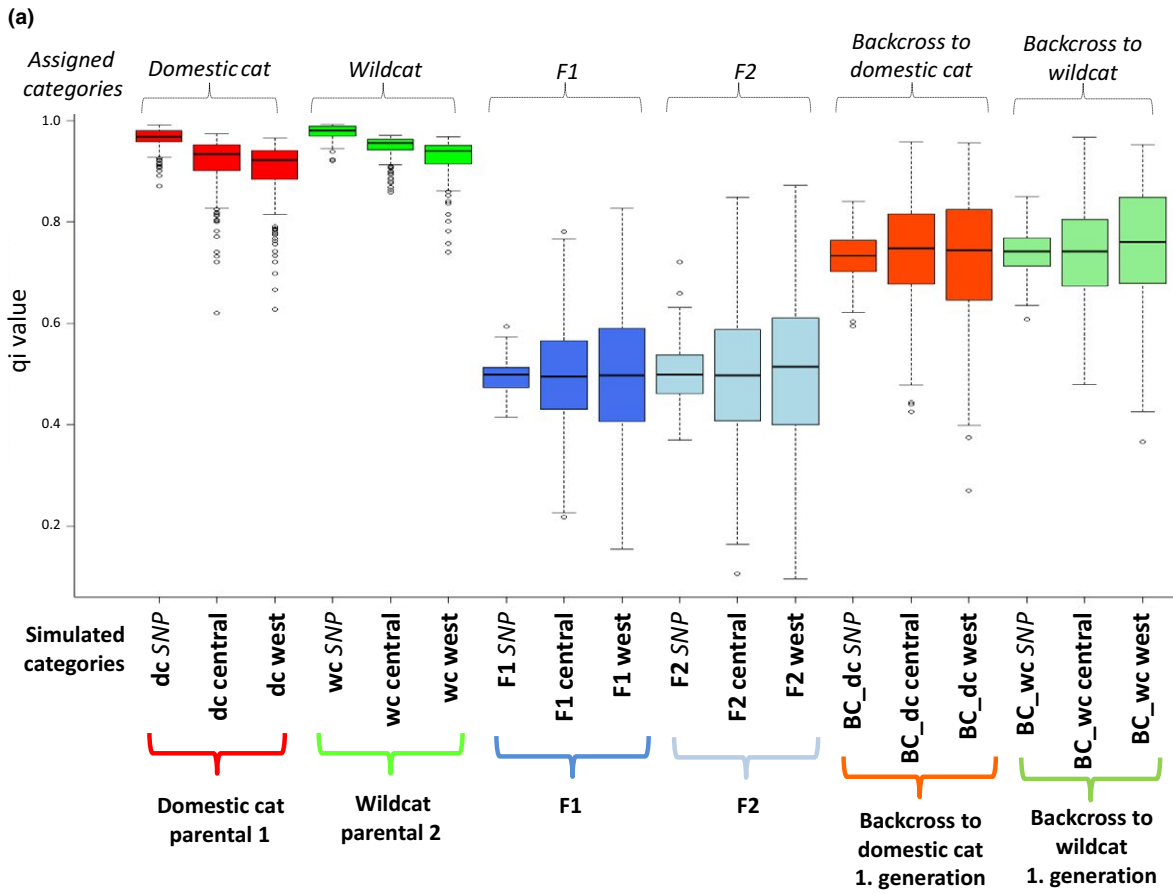 (a)
Assigned
categories
Domestic cat
Wildcat
F1
F2
Backcross to
domestic cat
Backcross to
wildcat
qi value
1.0
0.8
0.6
0.4
0.2
Simulated
categories
dc SNP
dc central
dc west
wc SNP
wc central
wc west
F1 SNP
F1 central
F1 west
F2 SNP
F2 central
F2 west
BC_dc SNP
BC_dc central
BC_dc west
BC_wc SNP
BC_wc central
BC_wc west
Domestic cat
parental 1
Wildcat
parental 2
F1
F2
Backcross to
domestic cat
1. generation
Backcross to
wildcat
1. generation